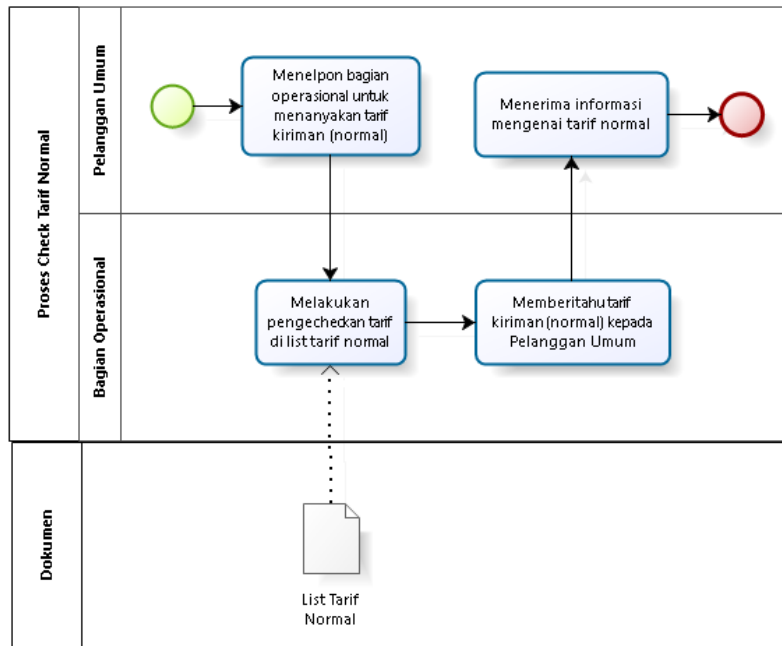 Proses Check Tarif Normal
Pelanggan Umum
Menelpon bagian
operasional untuk
menanyakan tarif
kiriman (normal)
Menerima informasi
mengenai tarif normal
Bagian Operasional
Melakukan
pengecheckan tarif
di list tarif normal
Memberitahu tarif
kiriman (normal) kepada
Pelanggan Umum
Dokumen
List Tarif
Normal